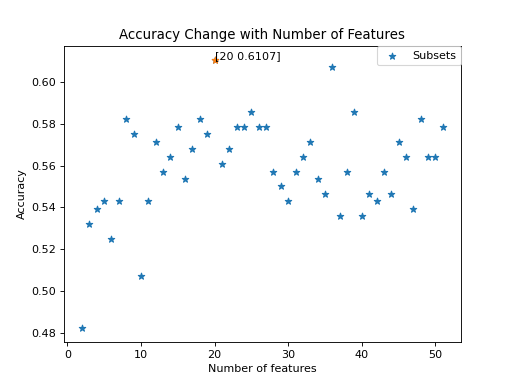 Accuracy Change with Number of Features
[20 0.6107]
Subsets
0.60
0.58
0.56
0.54
0.52
0.50
0.48
Accuracy
0 10 20 30 40 50
Number of features